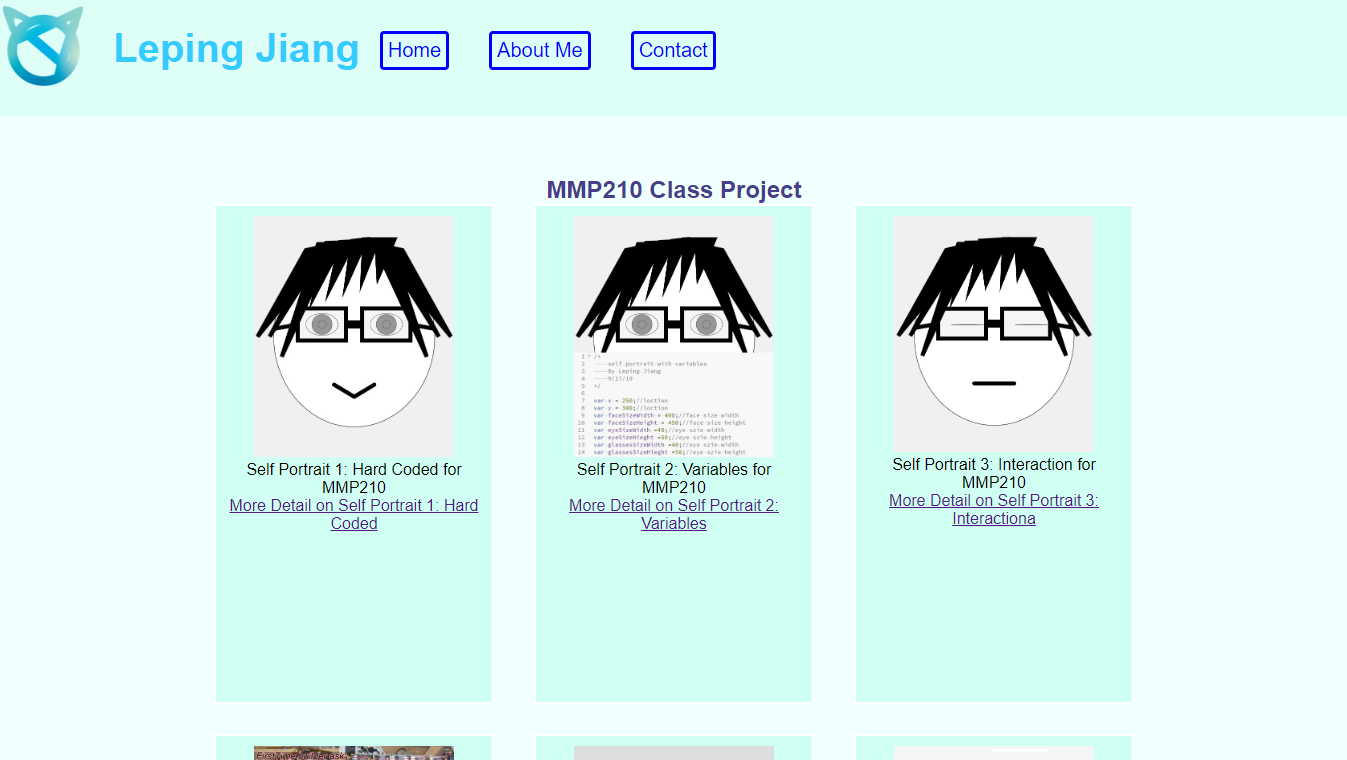 Leping Jiang
Home
About Me
Contact
MMP210 Class Project
1 /*
2 ----self portrait with variables
3 ----By Leping Jiang
4 ----9/17/19
5 */
6
7 var x = 250;//loction
8 var y = 300;//loction
9 var faceSizeWidth = 400;//face size width
10 var faceSizeHeight = 450;//face size height
11 var eyeSizeWidth =40;//eye szie width
12 var eyeSizeHieght =50;//eye szie height
13 var glassesSizeWidth =40;//eye szie width
14 var glassesSizeHieght =50;//eye szie height
Self Portrait 1: Hard Coded for
MMP210
More Detail on Self Portrait 1: Hard
Coded
Self Portrait 2: Variables for
MMP210
More Detail on Self Portrait 2:
Variables
Self Portrait 3: Interaction for
MMP210
More Detail on Self Portrait 3:
Interactiona